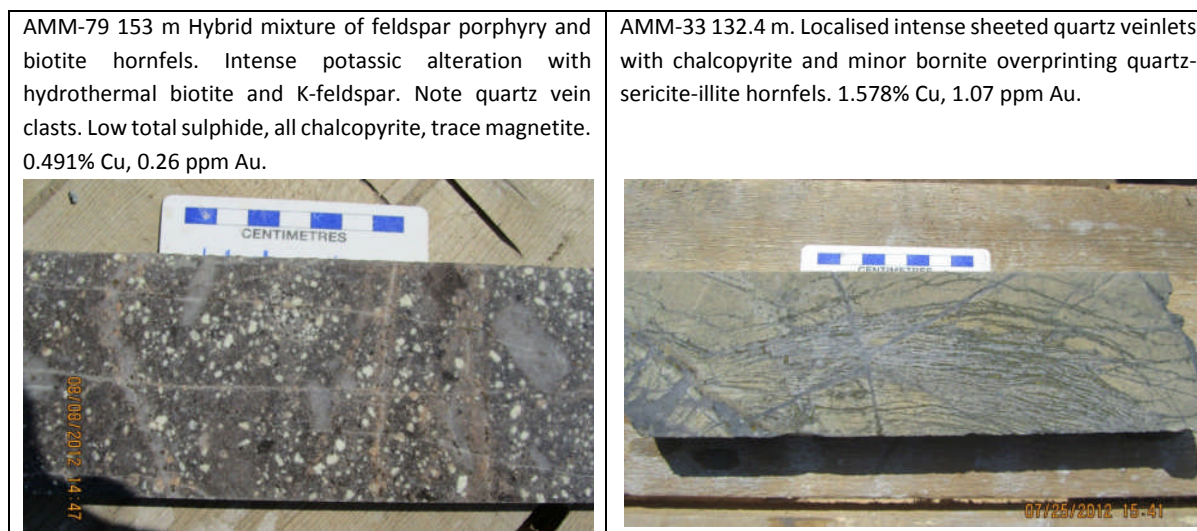 AMM-79 153 m Hybrid mixture of feldspar porphyry and
biotite hornfels. Intense potassic alteration with
hydrothermal biotite and K-feldspar. Note quartz vein
clasts. Low total sulphide, all chalcopyrite, trace magnetite.
0.491% Cu, 0.26 ppm Au.
CENTIMETRES
08/08/2012 14:47
AMM-33 132.4 m. Localised intense sheeted quartz veinlets
with chalcopyrite and minor bornite overprinting quartz-
sericite-illite hornfels. 1.578% Cu, 1.07 ppm Au.
CENTIMETRES
07/25/2012 15:41